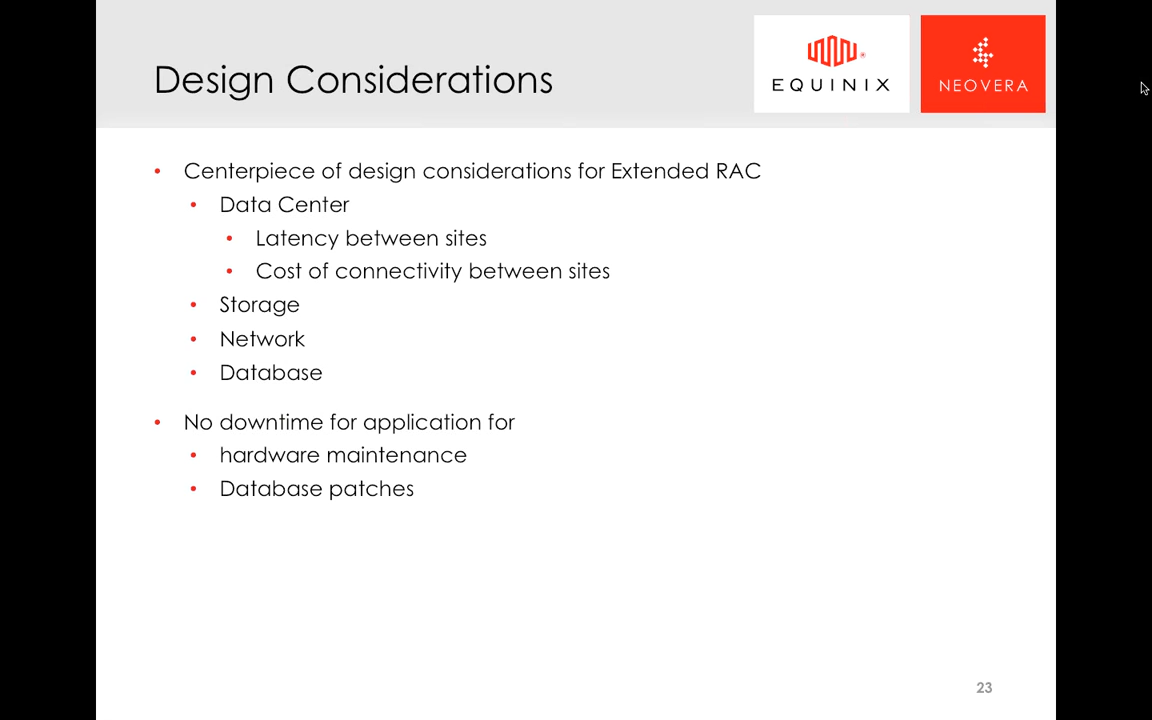 Design Considerations
EQUINIX
NEOVERA
• Centerpiece of design considerations for Extended RAC
• Data Center
• Latency between sites
• Cost of connectivity between sites
• Storage
• Network
• Database
• No downtime for application for
• hardware maintenance
• Database patches
23